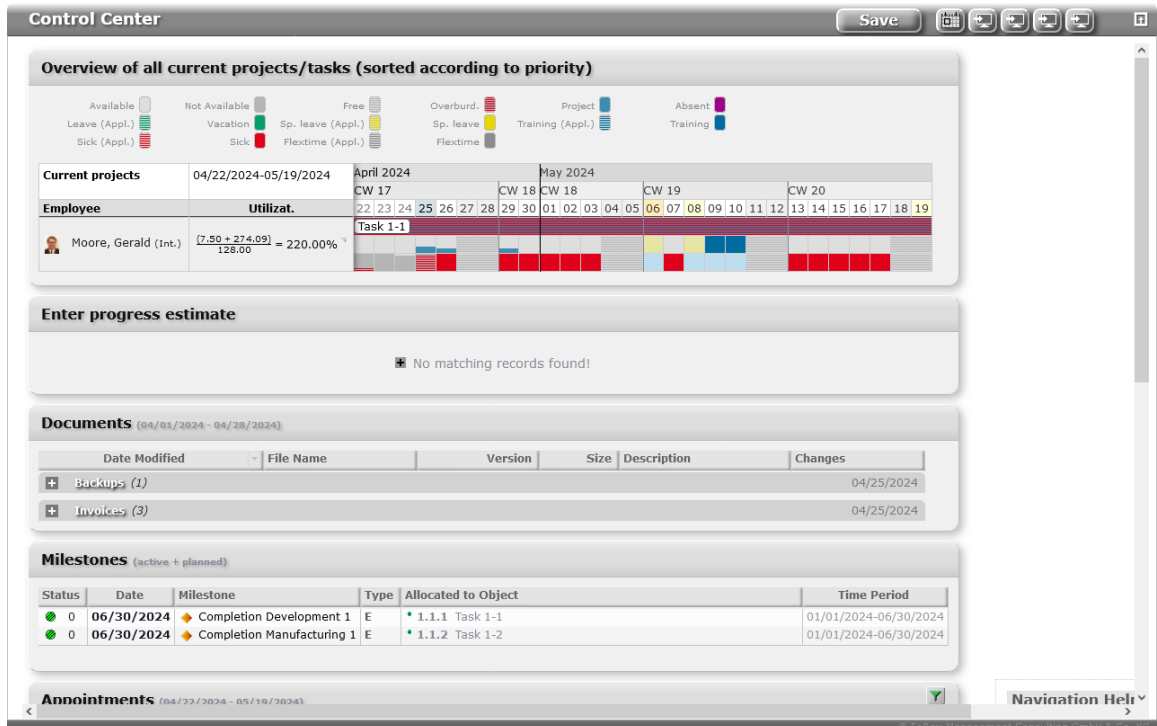 Control Center
Save
Overview of all current projects/tasks (sorted according to priority)
Available Not Available Free Overburd. Project Absent
Leave (Appl.) Vacation Sp. leave (Appl.) Sp. leave Training (Appl.) Training
Sick (Appl.) Sick Flextime (Appl.) Flextime
Current projects 04/22/2024-05/19/2024 April 2024 May 2024
CW 17 CW 18 CW 18 CW 19 CW 20
Employee Utilizat. 22 23 24 25 26 27 28 29 30 01 02 03 04 05 06 07 08 09 10 11 12 13 14 15 16 17 18 19
Task 1-1
Moore, Gerald (Int.) (7.50 + 274.09) / 128.00 = 220.00%
Enter progress estimate
No matching records found!
Documents (04/01/2024 - 04/28/2024)
Date Modified File Name Version Size Description Changes
Backups (1) 04/25/2024
Invoices (3) 04/25/2024
Milestones (active + planned)
Status Date Milestone Type Allocated to Object Time Period
0 06/30/2024 Completion Development 1 E 1.1.1 Task 1-1 01/01/2024-06/30/2024
0 06/30/2024 Completion Manufacturing 1 E 1.1.2 Task 1-2 01/01/2024-06/30/2024
Appointments (04/22/2024 - 05/19/2024)
Navigation Help